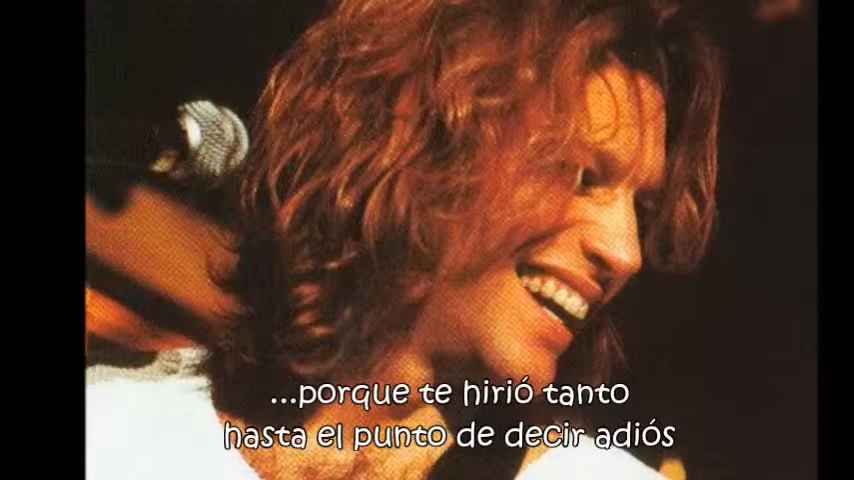 ...porque te hirió tanto
hasta el punto de decir adiós